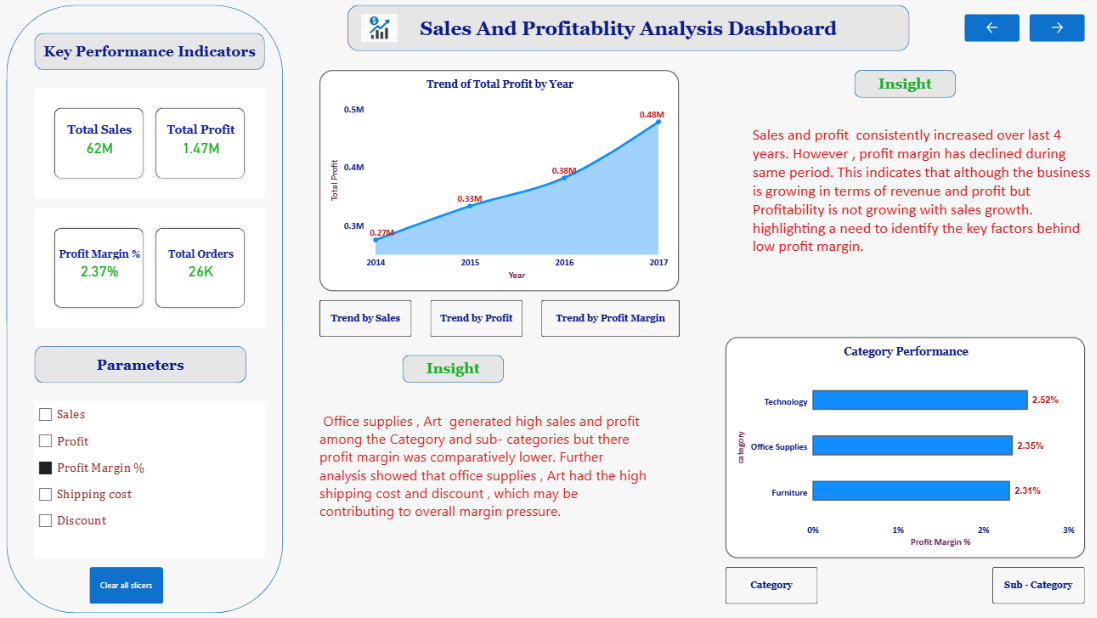 Sales And Profitablity Analysis Dashboard
Key Performance Indicators
Total Sales
62M
Total Profit
1.47M
Profit Margin %
2.37%
Total Orders
26K
Parameters
Sales
Profit
Profit Margin %
Shipping cost
Discount
Clear all slicers
Trend of Total Profit by Year
0.5M
0.4M
0.3M
Total Profit
0.27M
0.33M
0.38M
0.48M
2014
2015
2016
2017
Year
Trend by Sales
Trend by Profit
Trend by Profit Margin
Insight
Office supplies , Art generated high sales and profit
among the Category and sub- categories but there
profit margin was comparatively lower. Further
analysis showed that office supplies , Art had the high
shipping cost and discount , which may be
contributing to overall margin pressure.
Insight
Sales and profit consistently increased over last 4
years. However , profit margin has declined during
same period. This indicates that although the business
is growing in terms of revenue and profit but
Profitability is not growing with sales growth.
highlighting a need to identify the key factors behind
low profit margin.
Category Performance
category
Technology
2.52%
Office Supplies
2.35%
Furniture
2.31%
0%
1%
2%
3%
Profit Margin %
Category
Sub - Category